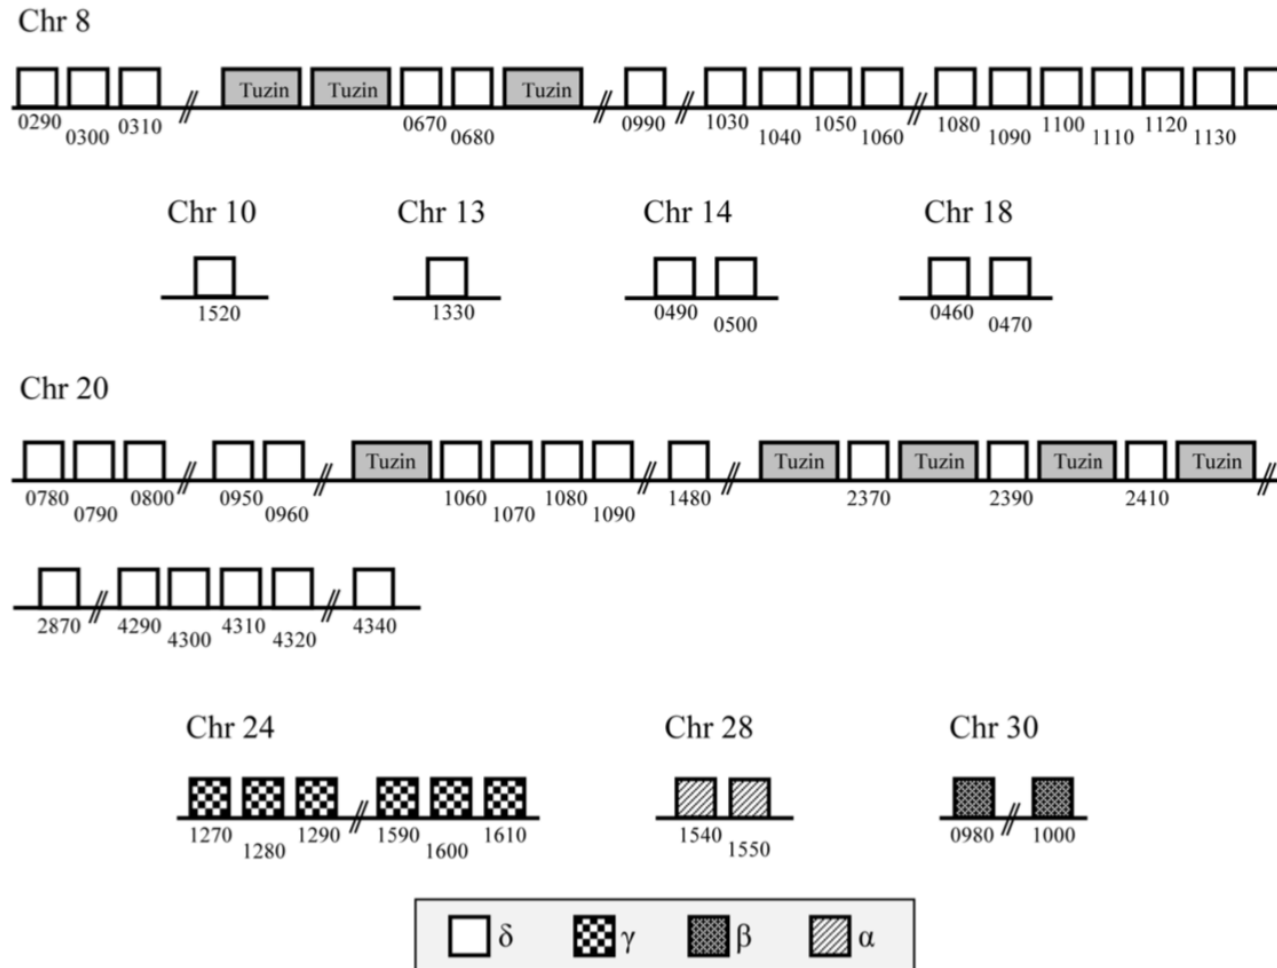 Chr 8
Tuzin Tuzin Tuzin
0290 0300 0310 0670 0680 0990 1030 1040 1050 1060 1080 1090 1100 1110 1120 1130
Chr 10 Chr 13 Chr 14 Chr 18
1520 1330 0490 0500 0460 0470
Chr 20
Tuzin Tuzin Tuzin Tuzin Tuzin
0780 0790 0800 0950 0960 1060 1070 1080 1090 1480 2370 2390 2410
2870 4290 4300 4310 4320 4340
Chr 24 Chr 28 Chr 30
1270 1280 1290 1590 1600 1610 1540 1550 0980 1000
δ γ β α